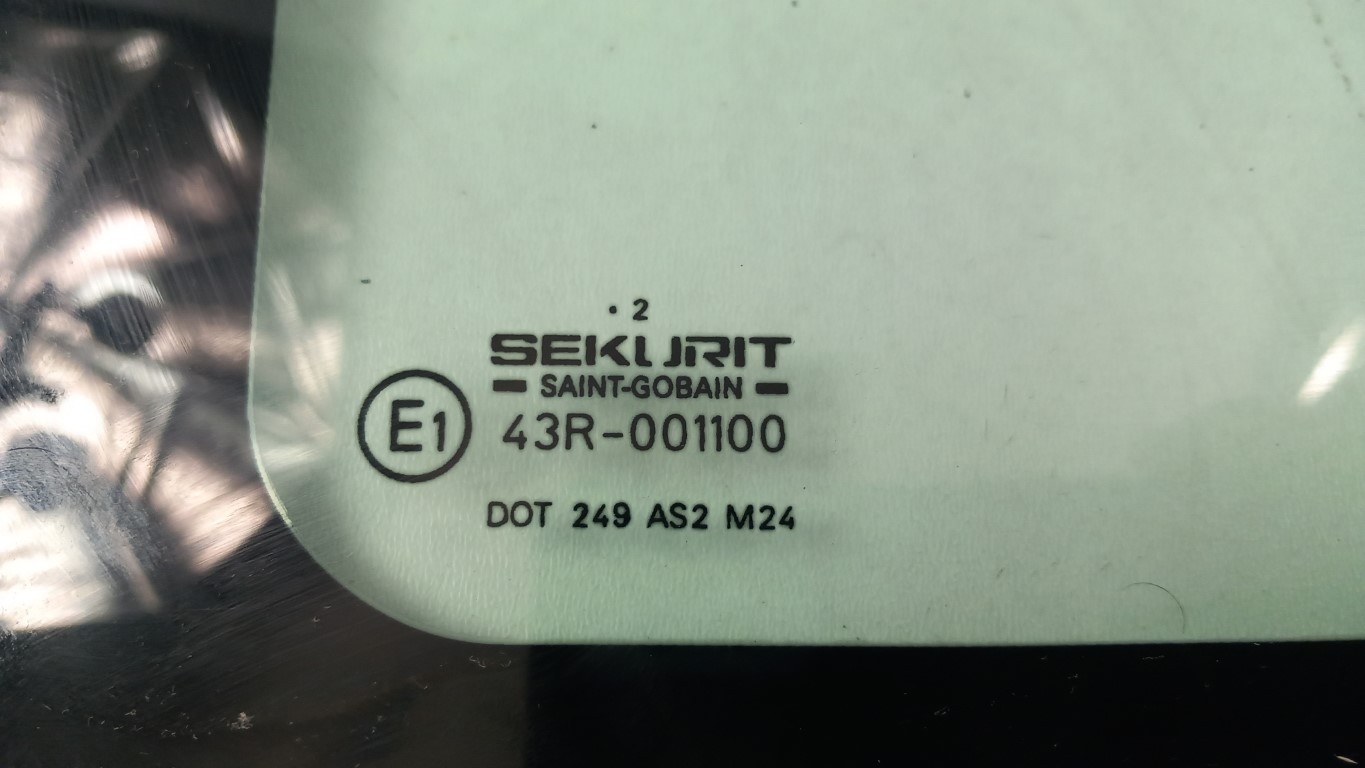 . 2
SEKURIT
SAINT-GOBAIN
E1 43R-001100
DOT 249 AS2 M24